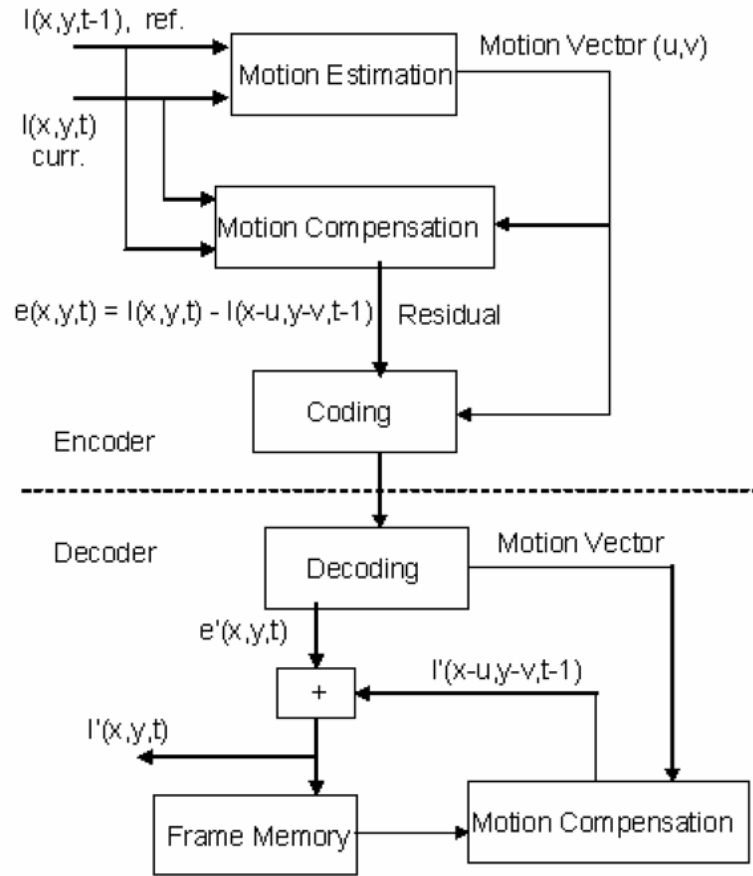 I(x,y,t-1), ref.
Motion Vector (u,v)
Motion Estimation
I(x,y,t)
curr.
Motion Compensation
e(x,y,t) = I(x,y,t) - I(x-u,y-v,t-1)
Residual
Coding
Encoder
Decoder
Motion Vector
Decoding
e'(x,y,t)
I'(x-u,y-v,t-1)
+
I'(x,y,t)
Frame Memory
Motion Compensation